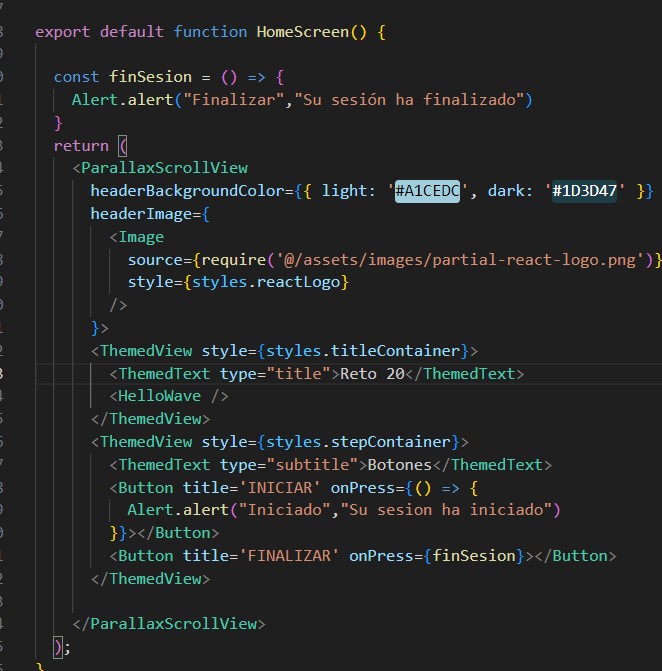 export default function HomeScreen() {
const finSesion = () => {
Alert.alert("Finalizar","Su sesión ha finalizado")
}
return (
<ParallaxScrollView
headerBackgroundColor={{ light: '#A1CEDC', dark: '#1D3D47' }}
headerImage={
<Image
source={require('@/assets/images/partial-react-logo.png')}
style={styles.reactLogo}
/>
}>
<ThemedView style={styles.titleContainer}>
<ThemedText type="title">Reto 20</ThemedText>
<HelloWave />
</ThemedView>
<ThemedView style={styles.stepContainer}>
<ThemedText type="subtitle">Botones</ThemedText>
<Button title='INICIAR' onPress={() => {
Alert.alert("Iniciado","Su sesion ha iniciado")
}}></Button>
<Button title='FINALIZAR' onPress={finSesion}></Button>
</ThemedView>
</ParallaxScrollView>
);
}